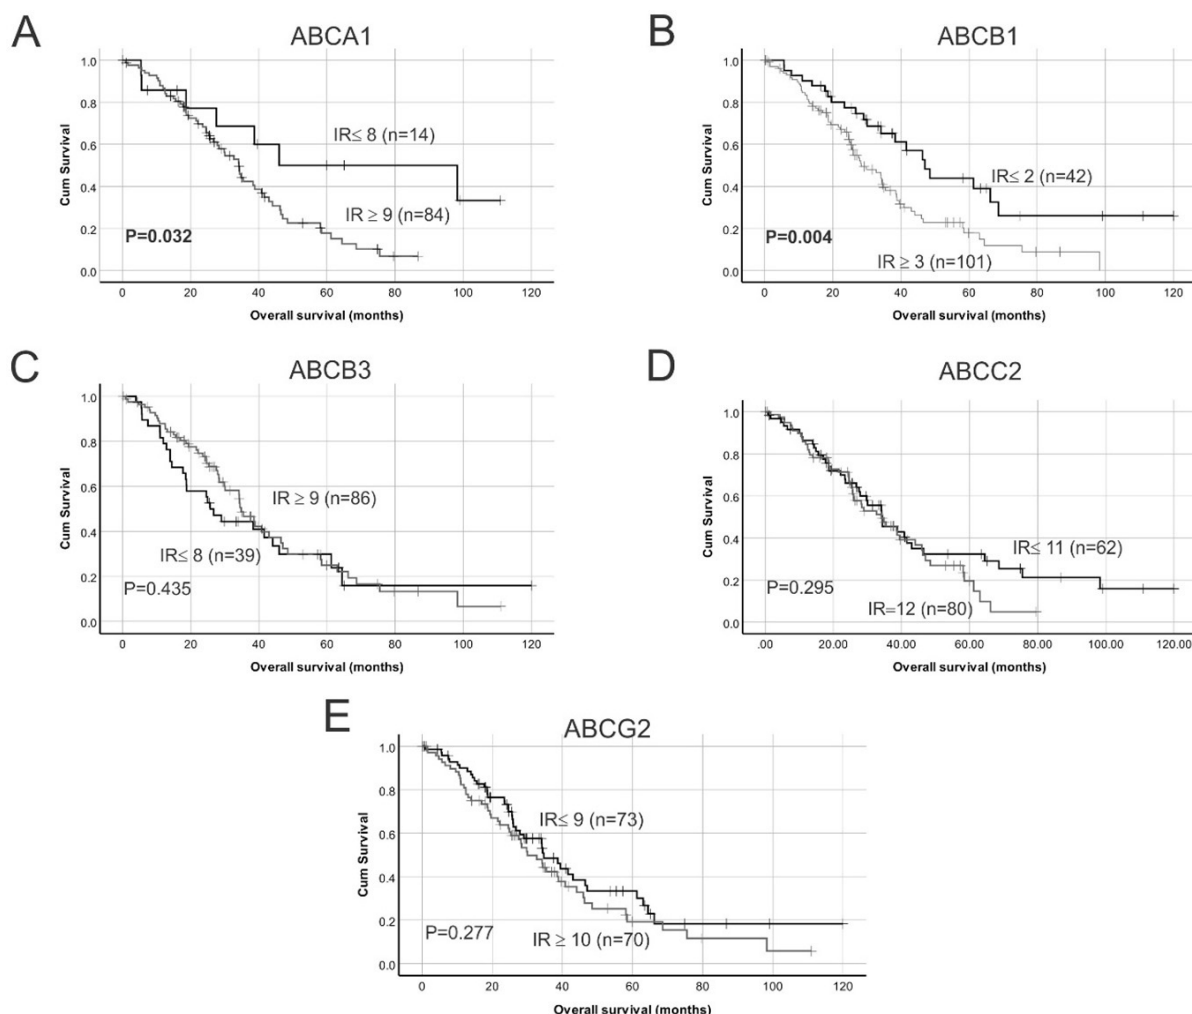 A
ABCA1
1.0
0.8
0.6
0.4
0.2
0.0
Cum Survival
IR≤ 8 (n=14)
IR ≥ 9 (n=84)
P=0.032
0 20 40 60 80 100 120
Overall survival (months)
B
ABCB1
1.0
0.8
0.6
0.4
0.2
0.0
Cum Survival
IR≤ 2 (n=42)
P=0.004
IR ≥ 3 (n=101)
0 20 40 60 80 100 120
Overall survival (months)
C
ABCB3
1.0
0.8
0.6
0.4
0.2
0.0
Cum Survival
IR ≥ 9 (n=86)
IR≤ 8 (n=39)
P=0.435
0 20 40 60 80 100 120
Overall survival (months)
D
ABCC2
1.0
0.8
0.6
0.4
0.2
0.0
Cum Survival
IR≤ 11 (n=62)
P=0.295
IR=12 (n=80)
.00 20.00 40.00 60.00 80.00 100.00 120.00
Overall survival (months)
E
ABCG2
1.0
0.8
0.6
0.4
0.2
0.0
Cum Survival
IR≤ 9 (n=73)
P=0.277
IR ≥ 10 (n=70)
0 20 40 60 80 100 120
Overall survival (months)